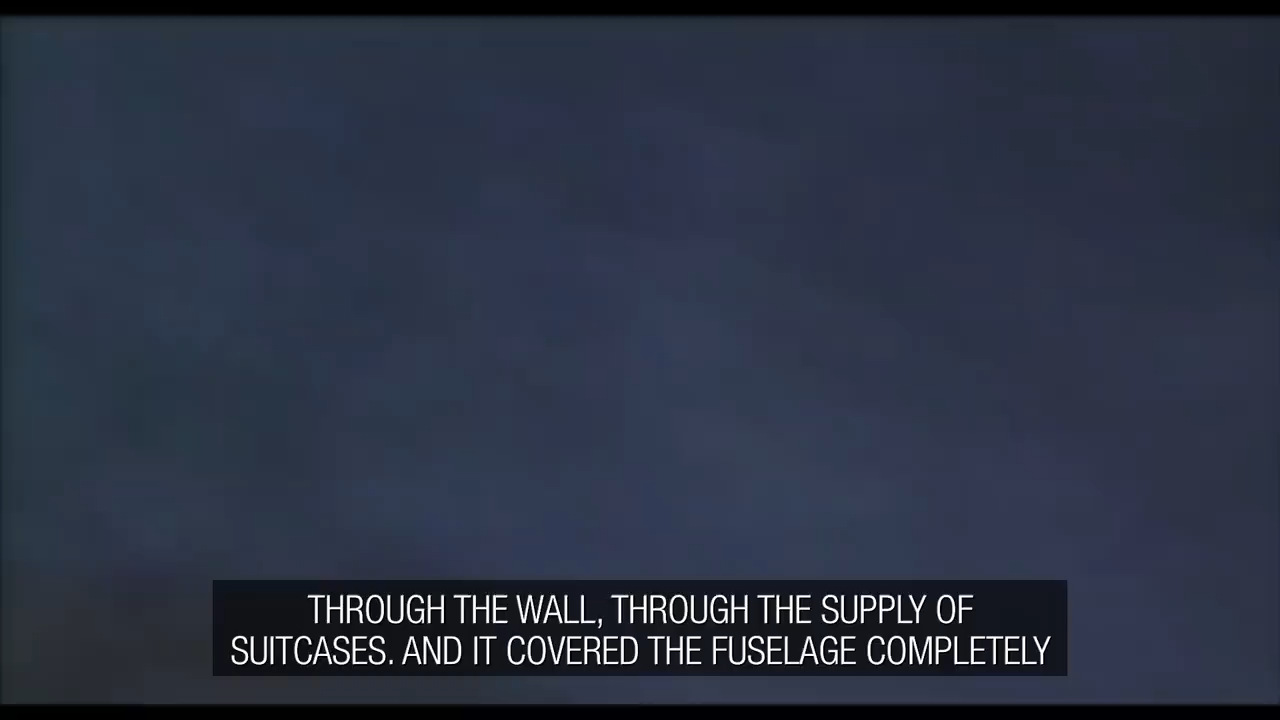 THROUGH THE WALL, THROUGH THE SUPPLY OF
SUITCASES. AND IT COVERED THE FUSELAGE COMPLETELY